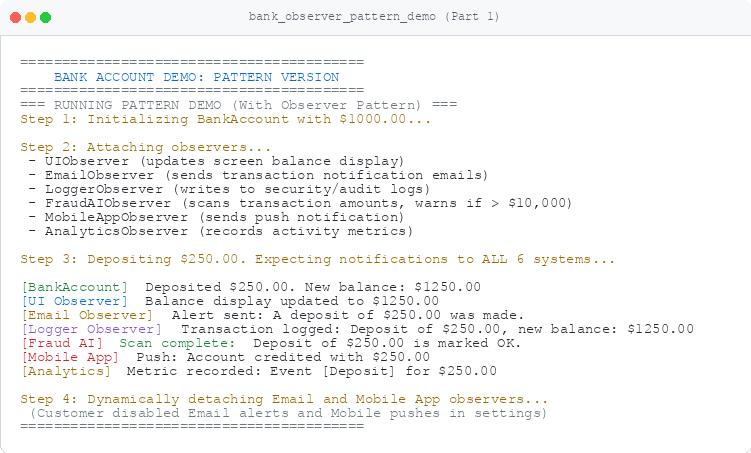 bank_observer_pattern_demo (Part 1)
=========================================
BANK ACCOUNT DEMO: PATTERN VERSION
=========================================
=== RUNNING PATTERN DEMO (With Observer Pattern) ===
Step 1: Initializing BankAccount with $1000.00...
Step 2: Attaching observers...
- UIObserver (updates screen balance display)
- EmailObserver (sends transaction notification emails)
- LoggerObserver (writes to security/audit logs)
- FraudAIObserver (scans transaction amounts, warns if > $10,000)
- MobileAppObserver (sends push notification)
- AnalyticsObserver (records activity metrics)
Step 3: Depositing $250.00. Expecting notifications to ALL 6 systems...
[BankAccount] Deposited $250.00. New balance: $1250.00
[UI Observer] Balance display updated to $1250.00
[Email Observer] Alert sent: A deposit of $250.00 was made.
[Logger Observer] Transaction logged: Deposit of $250.00, new balance: $1250.00
[Fraud AI] Scan complete: Deposit of $250.00 is marked OK.
[Mobile App] Push: Account credited with $250.00
[Analytics] Metric recorded: Event [Deposit] for $250.00
Step 4: Dynamically detaching Email and Mobile App observers...
(Customer disabled Email alerts and Mobile pushes in settings)
=========================================